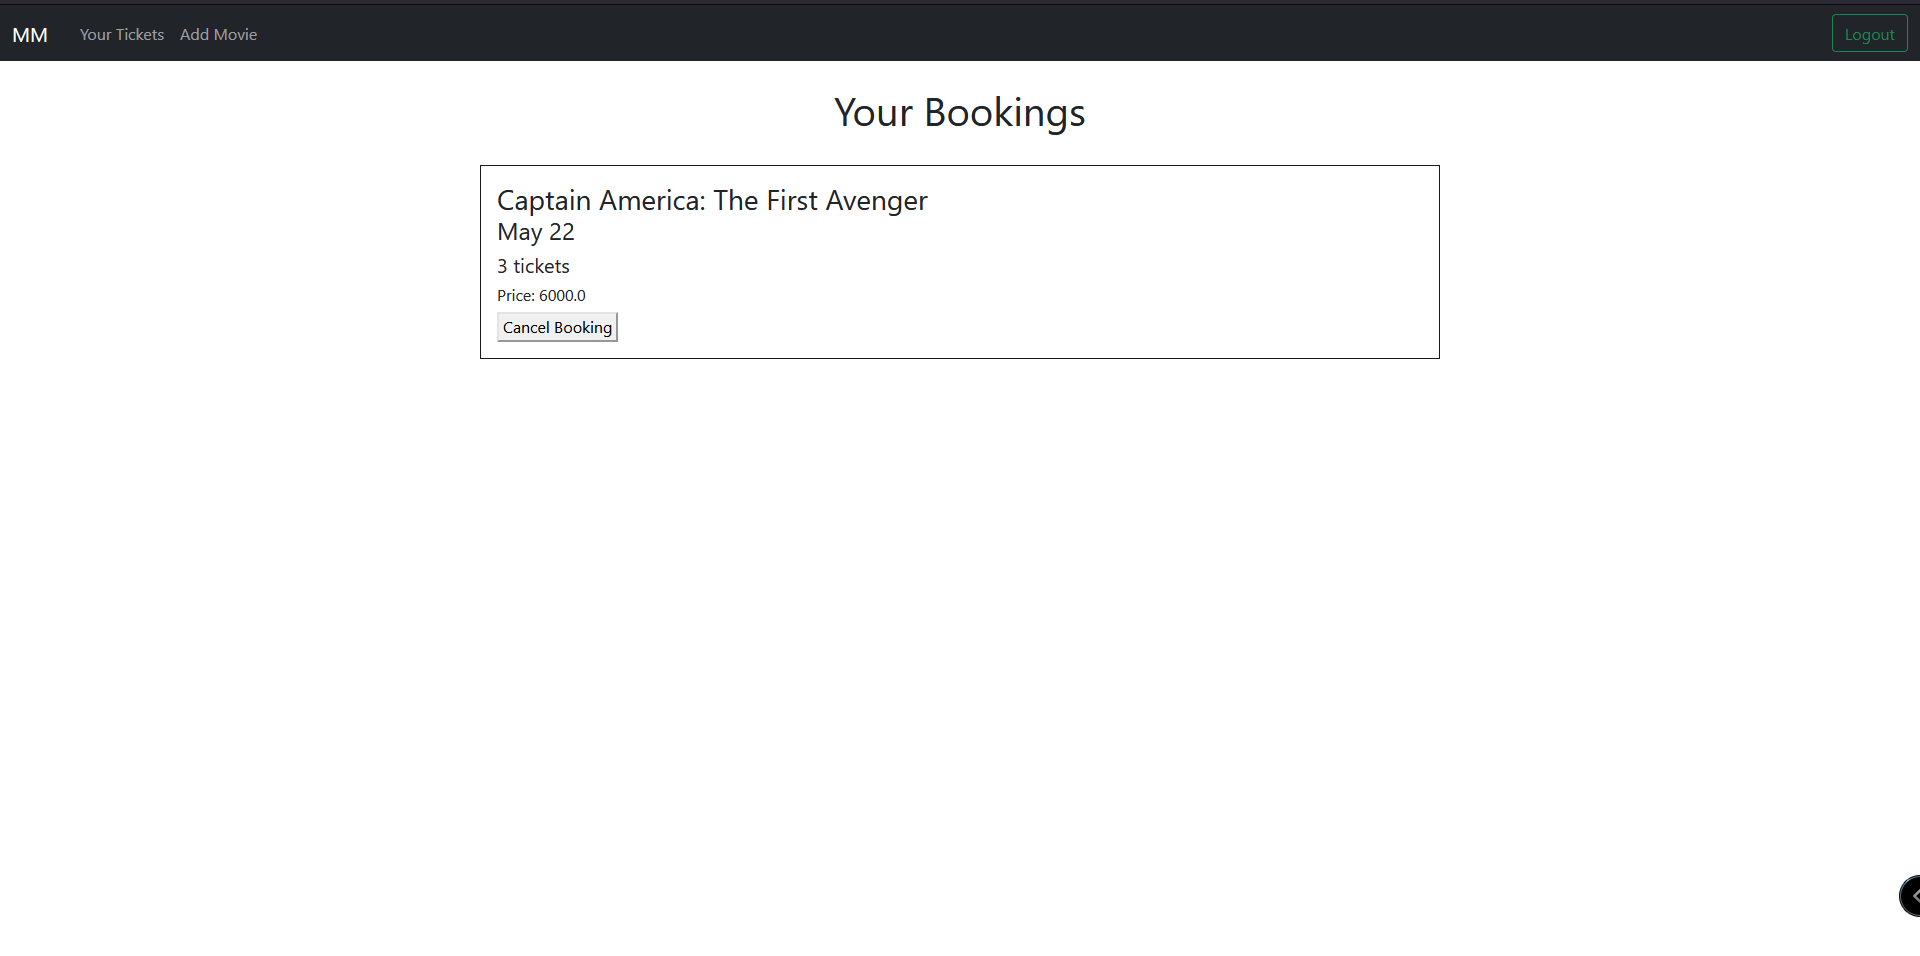 MM Your Tickets Add Movie Logout
Your Bookings
Captain America: The First Avenger
May 22
3 tickets
Price: 6000.0
Cancel Booking